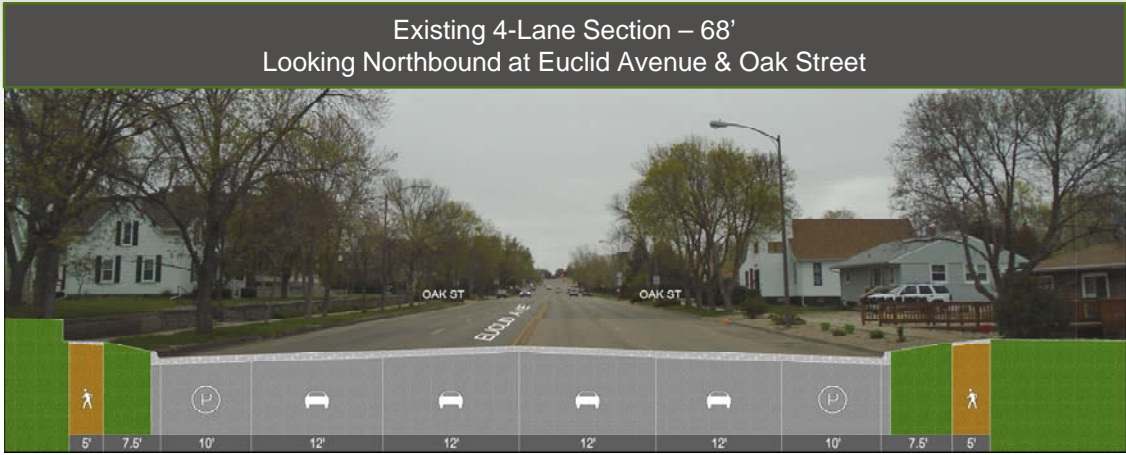 Existing 4-Lane Section – 68’
Looking Northbound at Euclid Avenue & Oak Street
OAK ST
OAK ST
EUCLID AVE
P
P
5'
7.5'
10'
12'
12'
12'
12'
10'
7.5'
5'